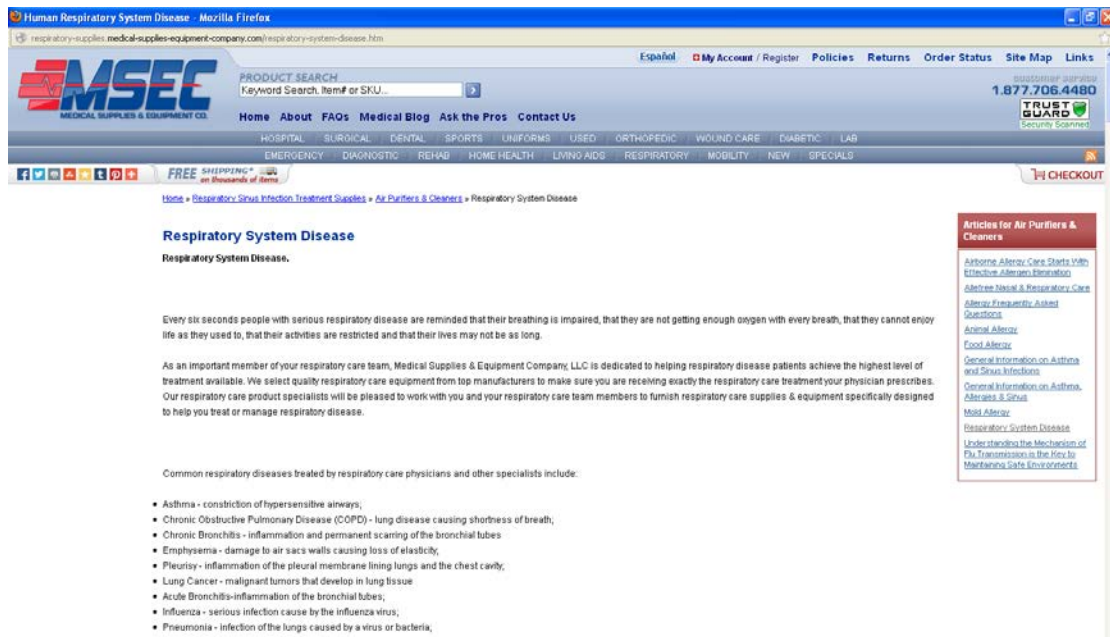 Human Respiratory System Disease - Mozilla Firefox
respiratory-supplies.medical-supplies-equipment-company.com/respiratory-system-disease.htm
Español My Account / Register Policies Returns Order Status Site Map Links
MSEC
MEDICAL SUPPLIES & EQUIPMENT CO.
PRODUCT SEARCH
Keyword Search, Item# or SKU...
customer service
1.877.706.4480
TRUST GUARD
Security Scanned
Home About FAQs Medical Blog Ask the Pros Contact Us
HOSPITAL SURGICAL DENTAL SPORTS UNIFORMS USED ORTHOPEDIC WOUND CARE DIABETIC LAB
EMERGENCY DIAGNOSTIC REHAB HOME HEALTH LIVING AIDS RESPIRATORY MOBILITY NEW SPECIALS
FREE SHIPPING*
on thousands of items
CHECKOUT
Home » Respiratory Sinus Infection Treatment Supplies » Air Purifiers & Cleaners » Respiratory System Disease
Respiratory System Disease
Respiratory System Disease.
Every six seconds people with serious respiratory disease are reminded that their breathing is impaired, that they are not getting enough oxygen with every breath, that they cannot enjoy
life as they used to, that their activities are restricted and that their lives may not be as long.
As an important member of your respiratory care team, Medical Supplies & Equipment Company, LLC is dedicated to helping respiratory disease patients achieve the highest level of
treatment available. We select quality respiratory care equipment from top manufacturers to make sure you are receiving exactly the respiratory care treatment your physician prescribes.
Our respiratory care product specialists will be pleased to work with you and your respiratory care team members to furnish respiratory care supplies & equipment specifically designed
to help you treat or manage respiratory disease.
Common respiratory diseases treated by respiratory care physicians and other specialists include:
• Asthma - constriction of hypersensitive airways;
• Chronic Obstructive Pulmonary Disease (COPD) - lung disease causing shortness of breath;
• Chronic Bronchitis - inflammation and permanent scarring of the bronchial tubes
• Emphysema - damage to air sacs walls causing loss of elasticity;
• Pleurisy - inflammation of the pleural membrane lining lungs and the chest cavity;
• Lung Cancer - malignant tumors that develop in lung tissue
• Acute Bronchitis-inflammation of the bronchial tubes;
• Influenza - serious infection cause by the influenza virus;
• Pneumonia - infection of the lungs caused by a virus or bacteria;
Articles for Air Purifiers &
Cleaners
Airborne Allergy Care Starts With
Effective Allergen Elimination
Allefree Nasal & Respiratory Care
Allergy Frequently Asked
Questions
Animal Allergy
Food Allergy
General Information on Asthma
and Sinus Infections
General Information on Asthma,
Allergies & Sinus
Mold Allergy
Respiratory System Disease
Understanding the Mechanism of
Flu Transmission is the Key to
Maintaining Safe Environments